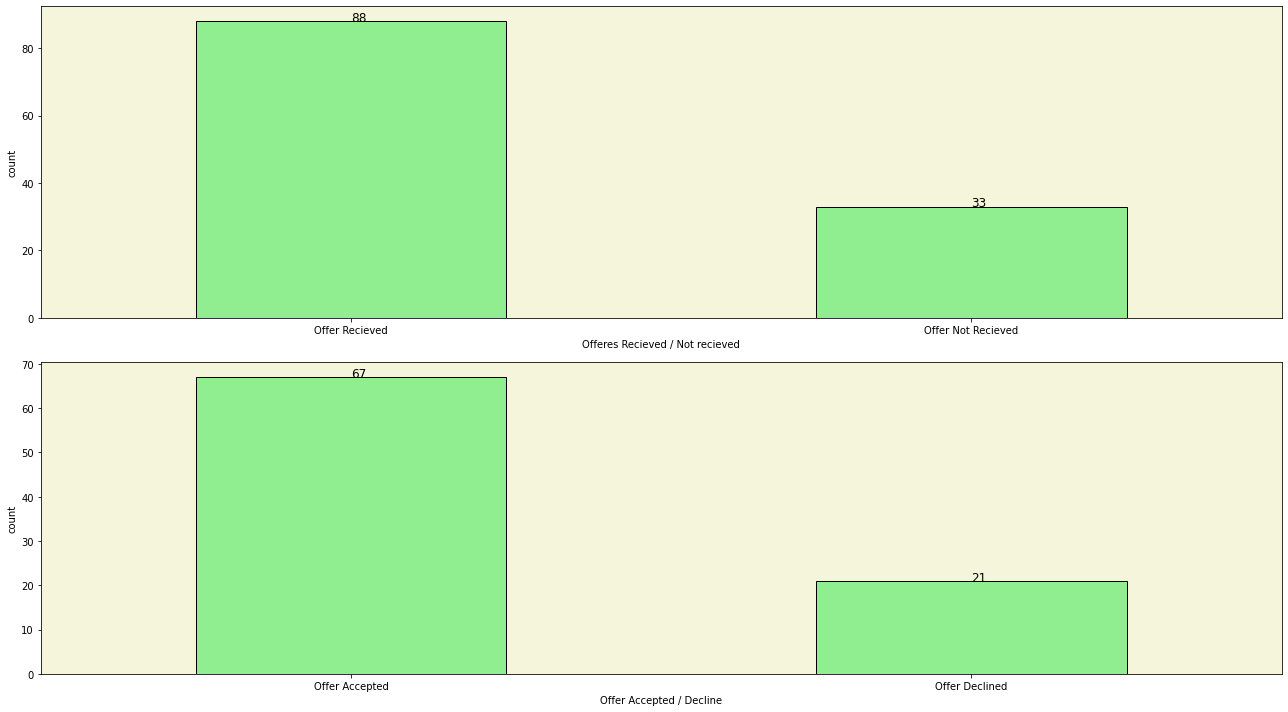 88
80
60
40
20
0
count
33
Offer Recieved
Offer Not Recieved
Offeres Recieved / Not recieved
67
70
60
50
40
30
20
10
0
count
21
Offer Accepted
Offer Declined
Offer Accepted / Decline